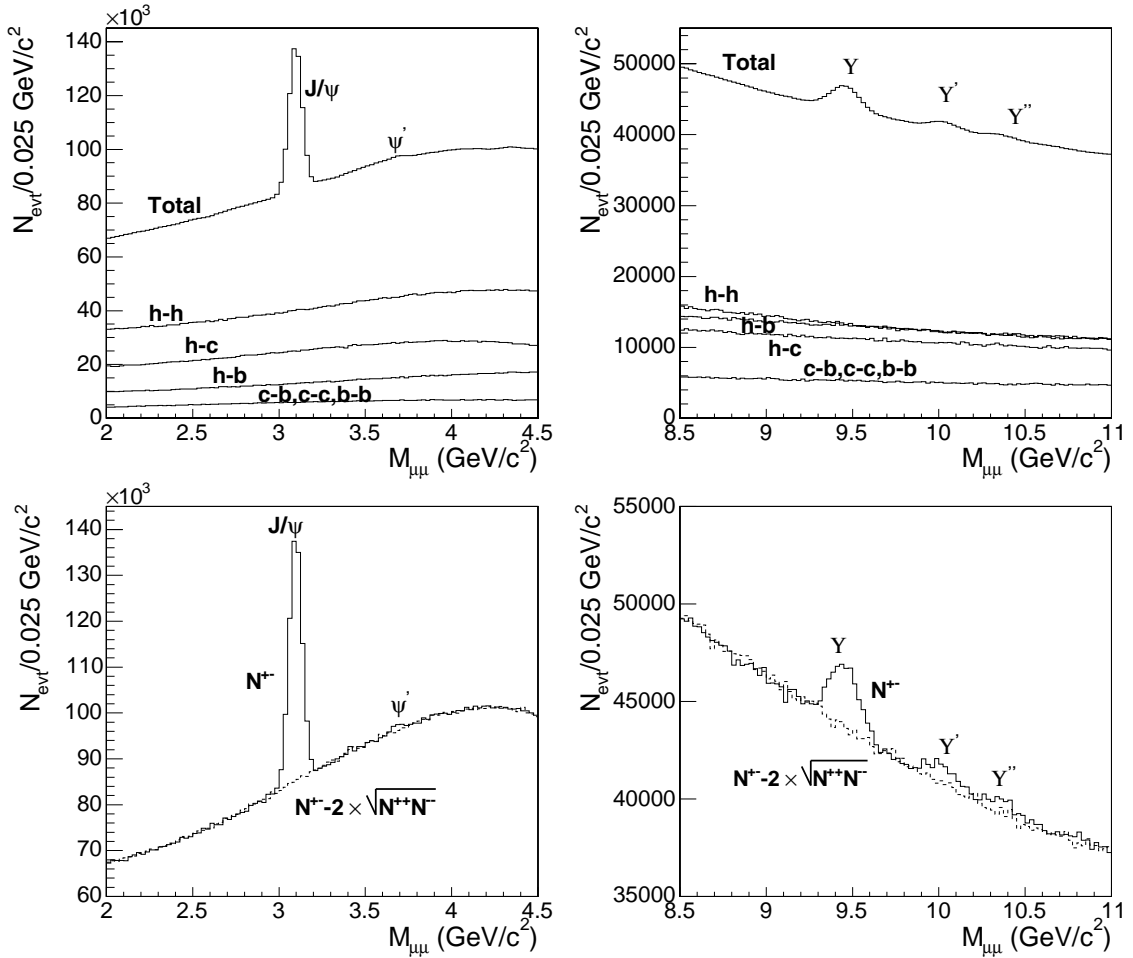 ×10³
N_evt/0.025 GeV/c²
140
120
100
80
60
40
20
0
J/ψ
ψ'
Total
h-h
h-c
h-b
c-b,c-c,b-b
2 2.5 3 3.5 4 4.5
M_μμ (GeV/c²)
N_evt/0.025 GeV/c²
50000
40000
30000
20000
10000
0
Total
Υ
Υ'
Υ''
h-h
h-b
h-c
c-b,c-c,b-b
8.5 9 9.5 10 10.5 11
M_μμ (GeV/c²)
×10³
N_evt/0.025 GeV/c²
140
130
120
110
100
90
80
70
60
J/ψ
N⁺⁻
ψ'
N⁺⁻-2 × √N⁺⁺N⁻⁻
2 2.5 3 3.5 4 4.5
M_μμ (GeV/c²)
N_evt/0.025 GeV/c²
55000
50000
45000
40000
35000
Υ
N⁺⁻
Υ'
Υ''
N⁺⁻-2 × √N⁺⁺N⁻⁻
8.5 9 9.5 10 10.5 11
M_μμ (GeV/c²)